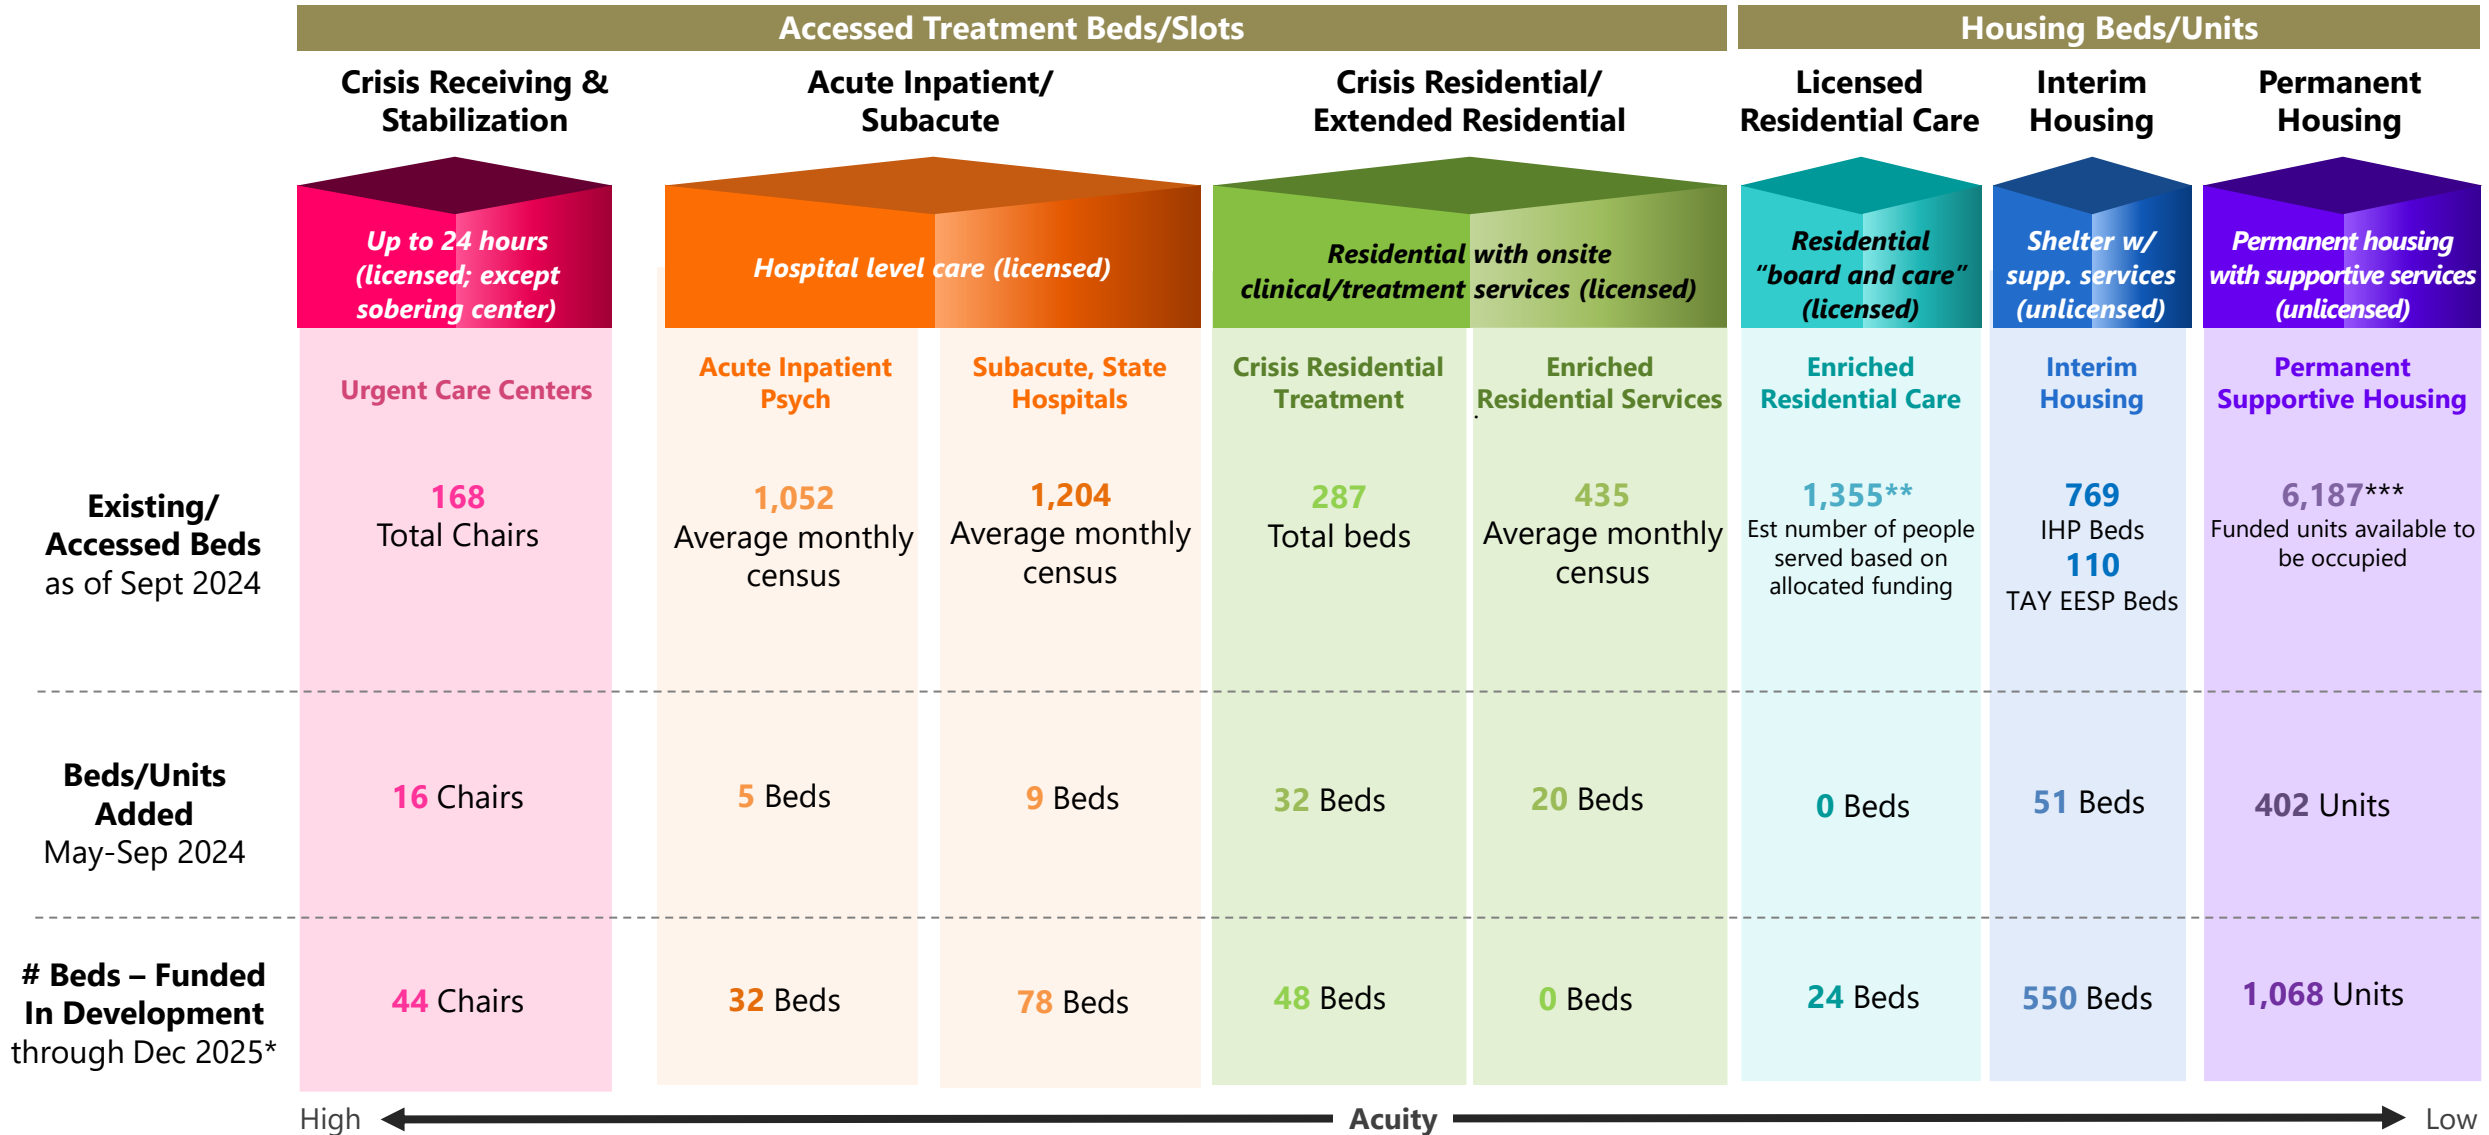 Accessed Treatment Beds/Slots
Housing Beds/Units
Crisis Receiving &
Stabilization
Acute Inpatient/
Subacute
Crisis Residential/
Extended Residential
Licensed
Residential Care
Interim
Housing
Permanent
Housing
Up to 24 hours
(licensed; except
sobering center)
Hospital level care (licensed)
Residential with onsite
clinical/treatment services (licensed)
Residential
“board and care”
(licensed)
Shelter w/
supp. services
(unlicensed)
Permanent housing
with supportive services
(unlicensed)
Urgent Care Centers
Acute Inpatient
Psych
Subacute, State
Hospitals
Crisis Residential
Treatment
Enriched
Residential Services
.
Enriched
Residential Care
Interim
Housing
Permanent
Supportive Housing
Existing/
Accessed Beds
as of Sept 2024
168
Total Chairs
1,052
Average monthly
census
1,204
Average monthly
census
287
Total beds
435
Average monthly
census
1,355**
Est number of people
served based on
allocated funding
769
IHP Beds
110
TAY EESP Beds
6,187***
Funded units available to
be occupied
Beds/Units
Added
May-Sep 2024
16 Chairs
5 Beds
9 Beds
32 Beds
20 Beds
0 Beds
51 Beds
402 Units
# Beds – Funded
In Development
through Dec 2025*
44 Chairs
32 Beds
78 Beds
48 Beds
0 Beds
24 Beds
550 Beds
1,068 Units
High
Acuity
Low